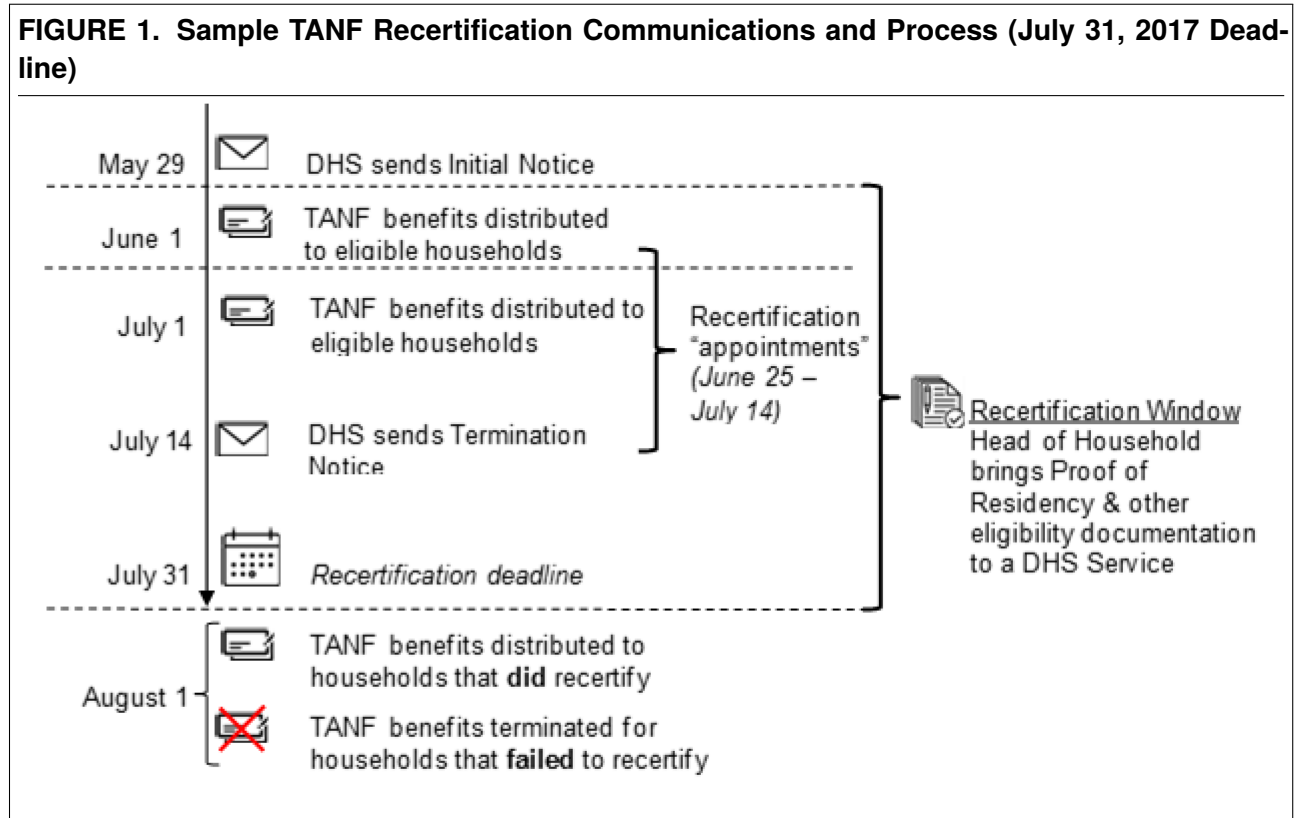 FIGURE 1. Sample TANF Recertification Communications and Process (July 31, 2017 Dead-
line)
May 29
DHS sends Initial Notice
June 1
TANF benefits distributed
to eligible households
July 1
TANF benefits distributed to
eligible households
Recertification
“appointments”
(June 25 –
July 14)
July 14
DHS sends Termination
Notice
Recertification Window
Head of Household
brings Proof of
Residency & other
eligibility documentation
to a DHS Service
July 31
Recertification deadline
August 1
TANF benefits distributed to
households that did recertify
TANF benefits terminated for
households that failed to recertify